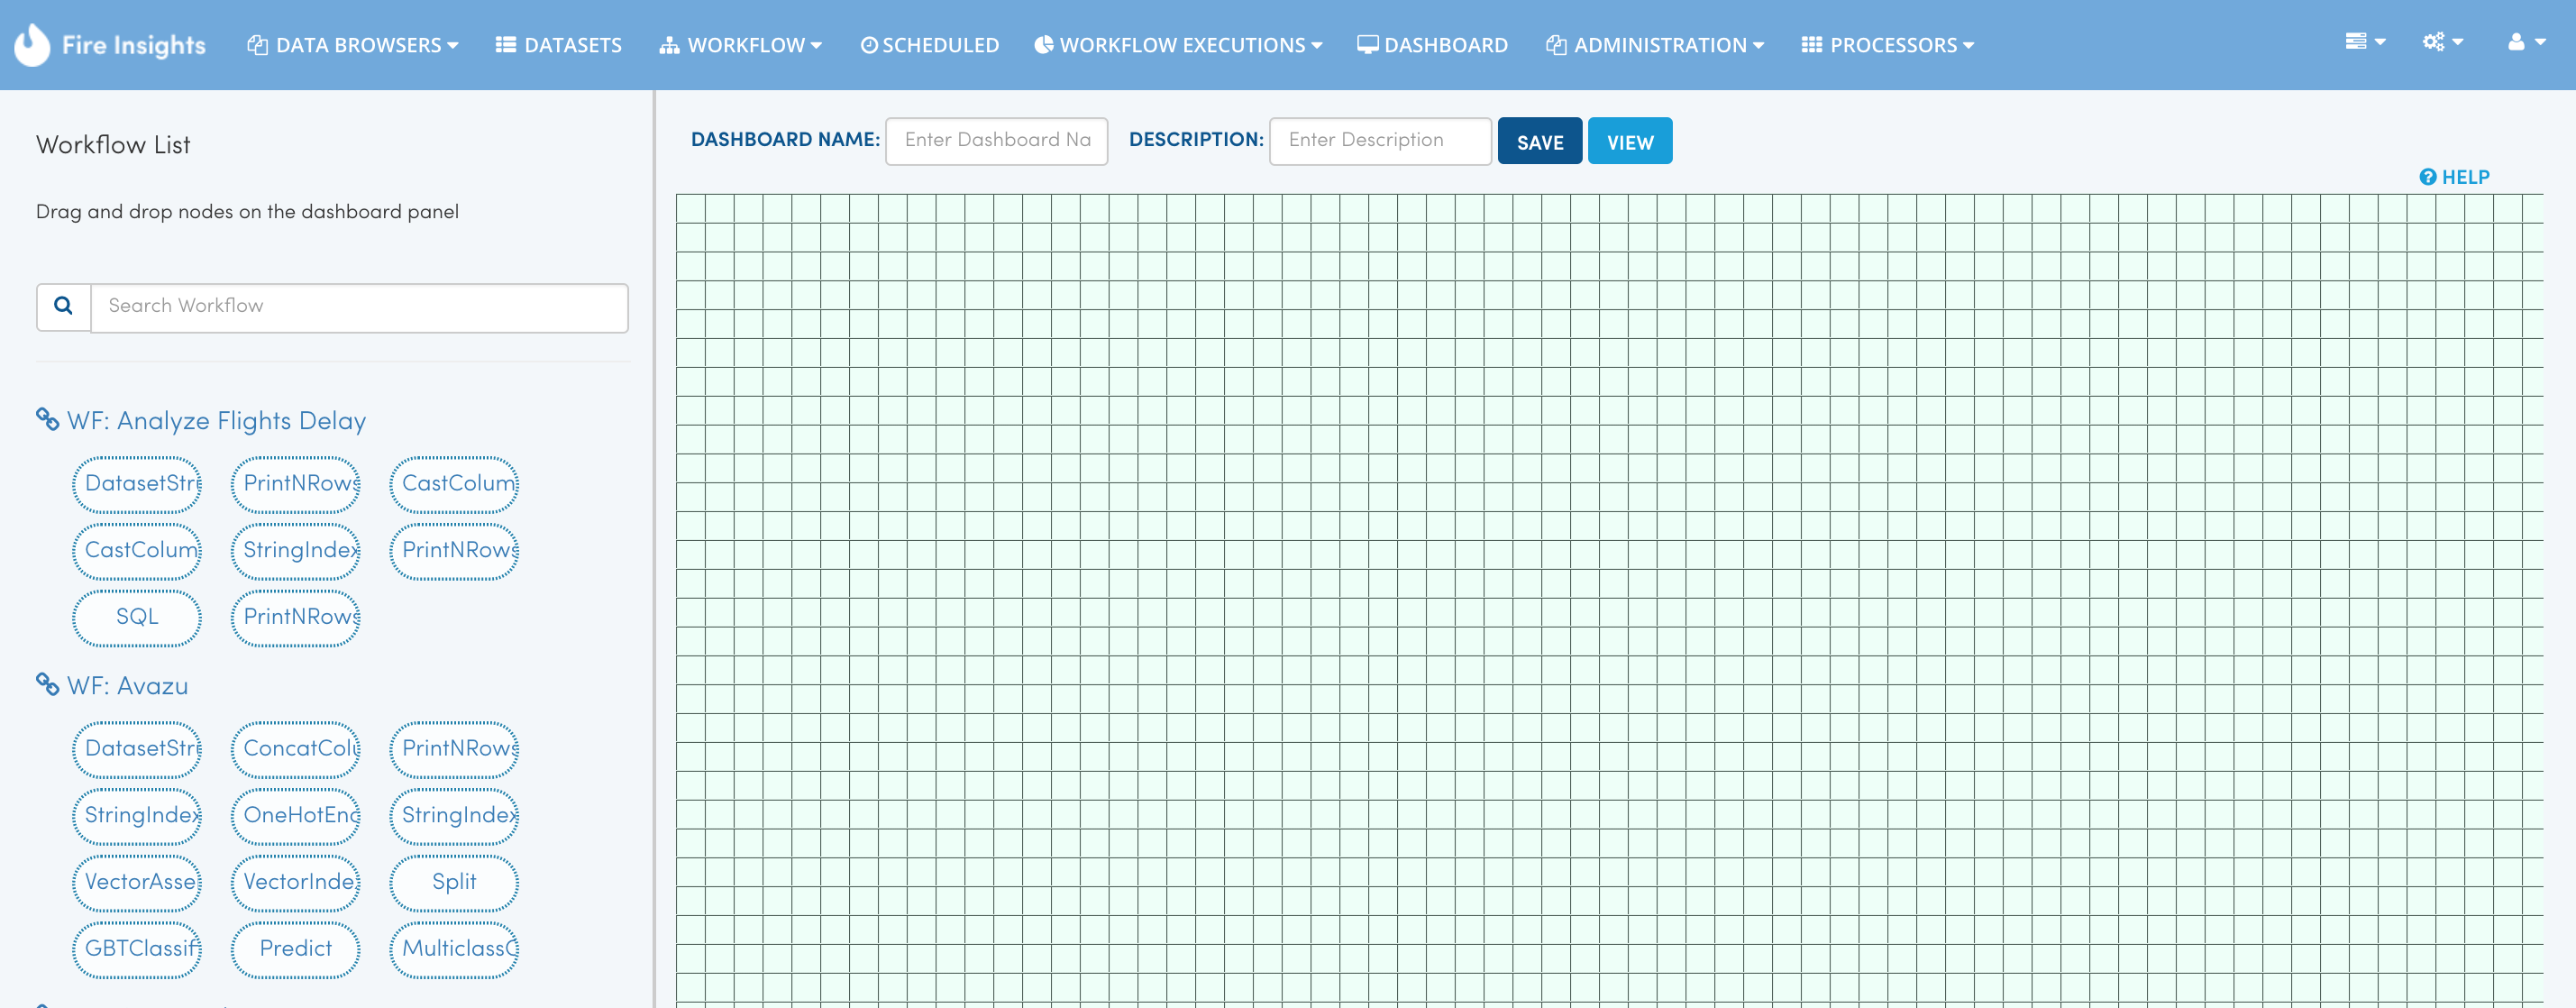 Fire Insights DATA BROWSERS DATASETS WORKFLOW SCHEDULED WORKFLOW EXECUTIONS DASHBOARD ADMINISTRATION PROCESSORS
Workflow List
Drag and drop nodes on the dashboard panel
Search Workflow
WF: Analyze Flights Delay
DatasetStr PrintNRows CastColum
CastColum StringIndex PrintNRows
SQL PrintNRows
WF: Avazu
DatasetStr ConcatColu PrintNRows
StringIndex OneHotEnc StringIndex
VectorAsse VectorInde Split
GBTClassif Predict MulticlassC
DASHBOARD NAME: Enter Dashboard Na DESCRIPTION: Enter Description SAVE VIEW
HELP